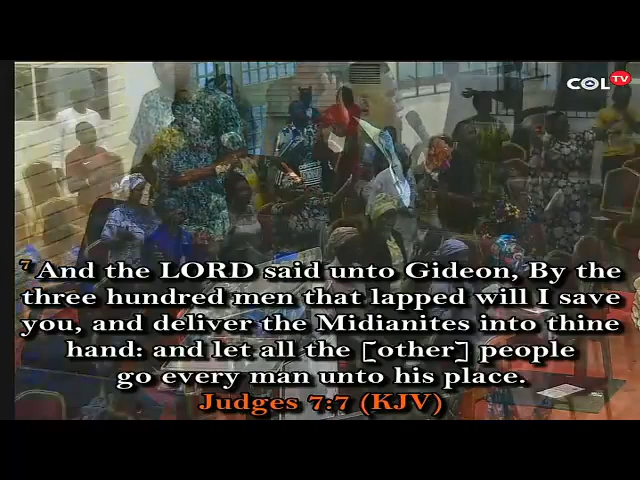 COL TV
7 And the LORD said unto Gideon, By the
three hundred men that lapped will I save
you, and deliver the Midianites into thine
hand: and let all the [other] people
go every man unto his place.
Judges 7:7 (KJV)